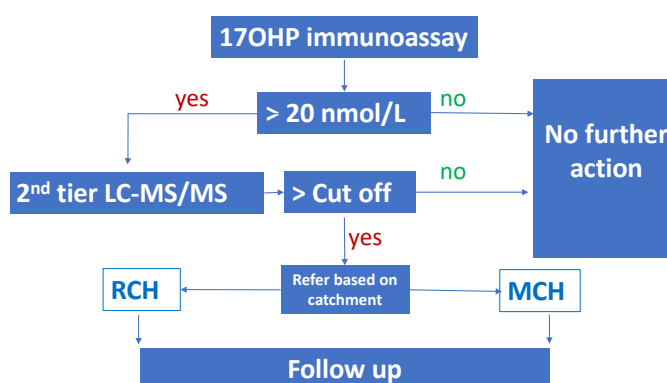 17OHP immunoassay
yes
> 20 nmol/L
no
No further
action
2nd tier LC-MS/MS
> Cut off
no
yes
RCH
Refer based on
catchment
MCH
Follow up